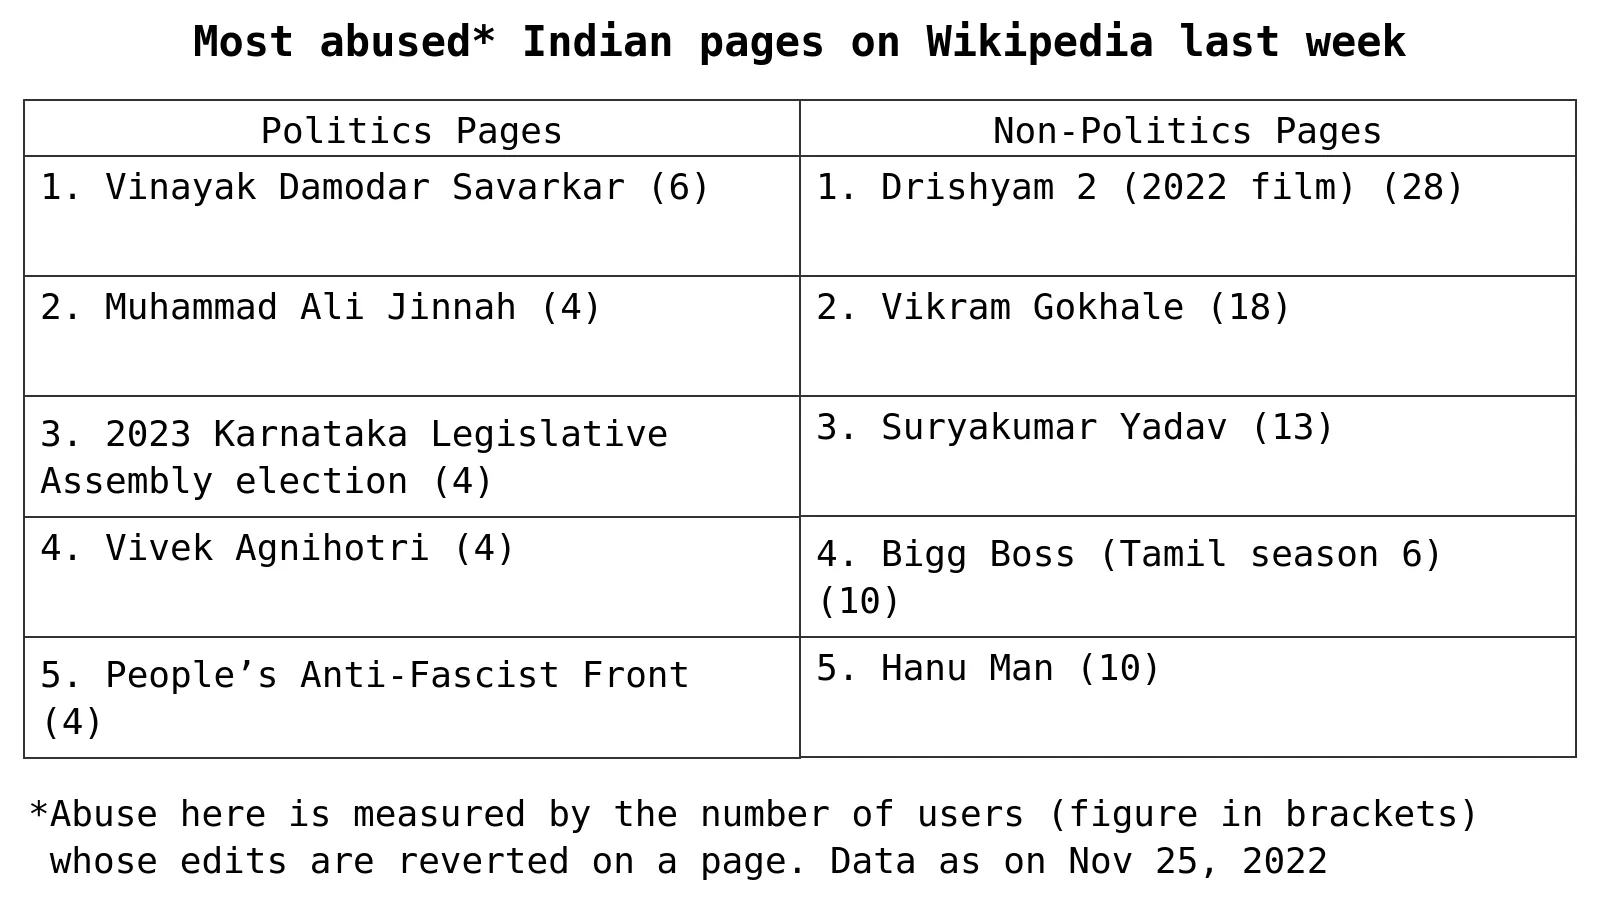 Most abused* Indian pages on Wikipedia last week
Politics Pages
Non-Politics Pages
1. Vinayak Damodar Savarkar (6)
1. Drishyam 2 (2022 film) (28)
2. Muhammad Ali Jinnah (4)
2. Vikram Gokhale (18)
3. 2023 Karnataka Legislative
Assembly election (4)
3. Suryakumar Yadav (13)
4. Vivek Agnihotri (4)
4. Bigg Boss (Tamil season 6)
(10)
5. People’s Anti-Fascist Front
(4)
5. Hanu Man (10)
*Abuse here is measured by the number of users (figure in brackets)
whose edits are reverted on a page. Data as on Nov 25, 2022